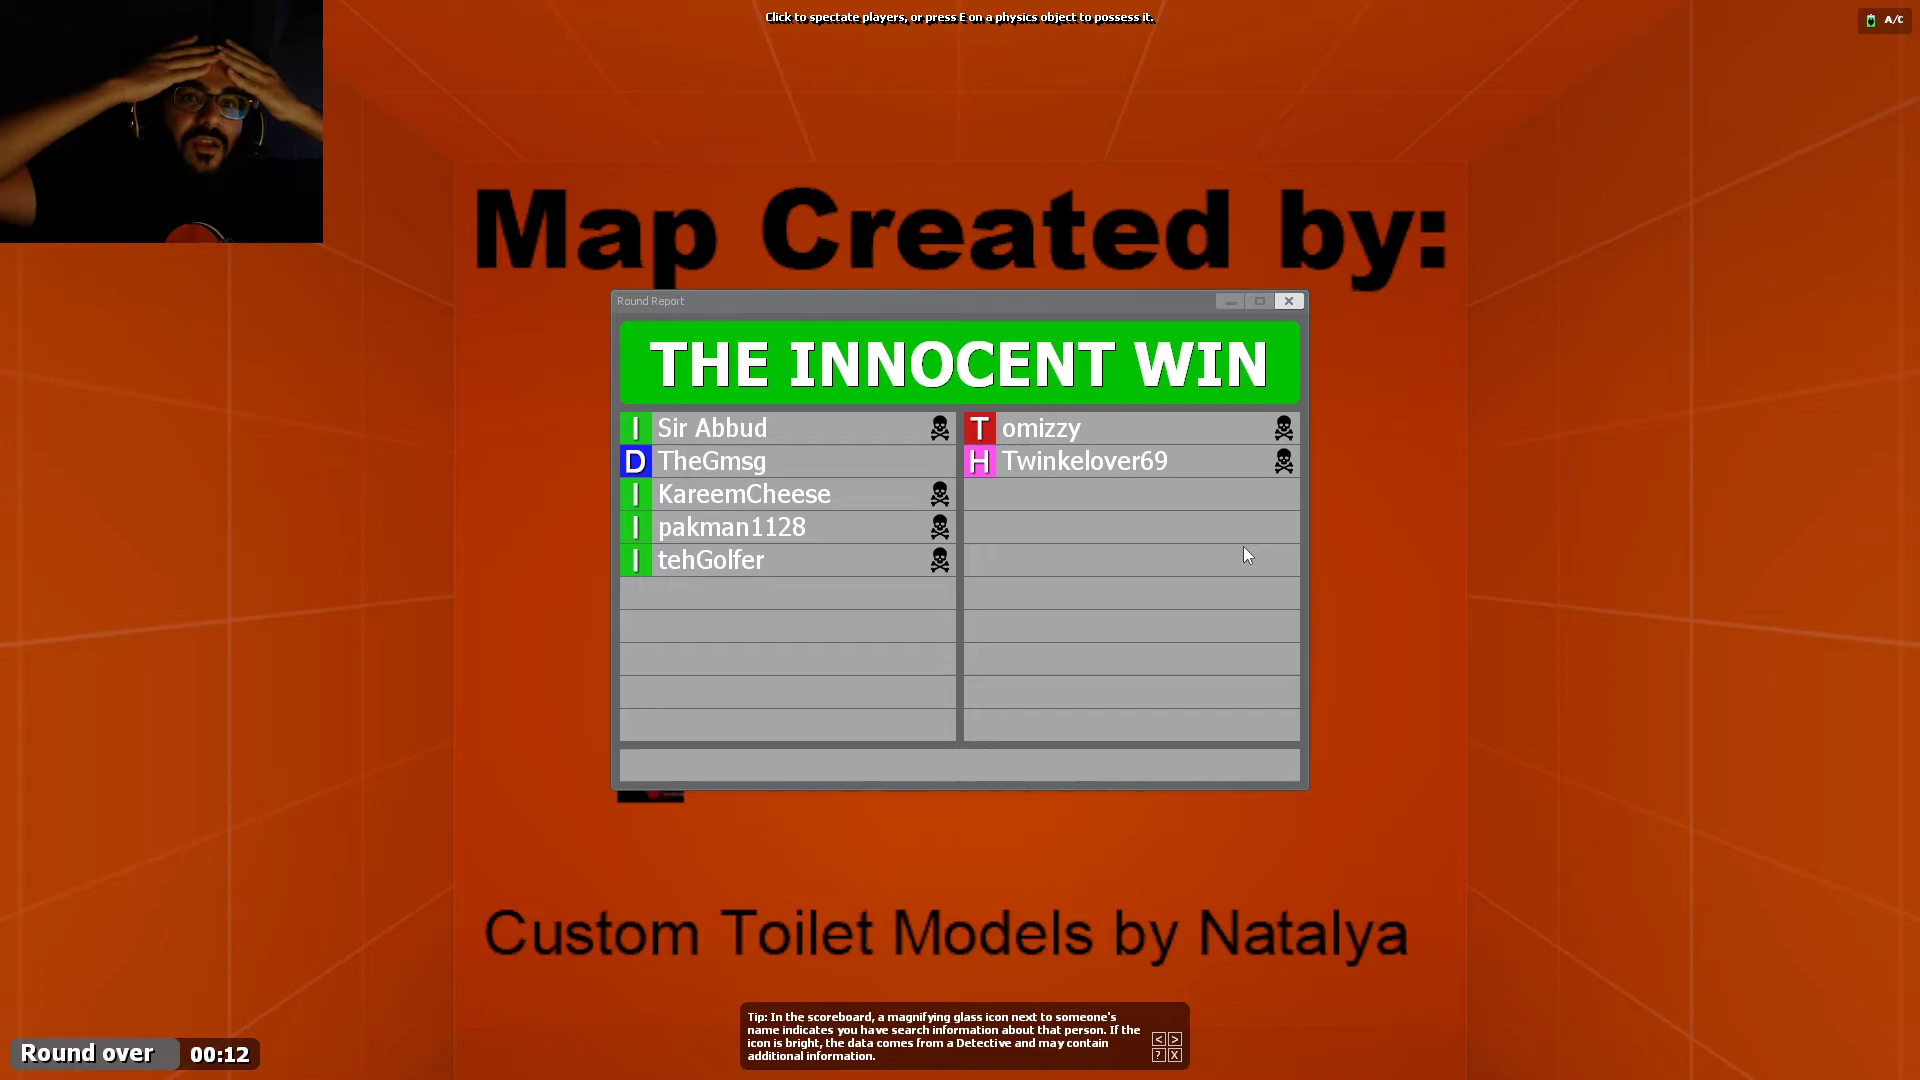 Click to spectate players, or press E on a physics object to possess it.
A/C
Map Created by:
Round Report
THE INNOCENT WIN
I Sir Abbud
D TheGmsg
I KareemCheese
I pakman1128
I tehGolfer
T omizzy
H Twinkelover69
Custom Toilet Models by Natalya
Tip: In the scoreboard, a magnifying glass icon next to someone's
name indicates you have search information about that person. If the
icon is bright, the data comes from a Detective and may contain
additional information.
< >
? X
Round over 00:12